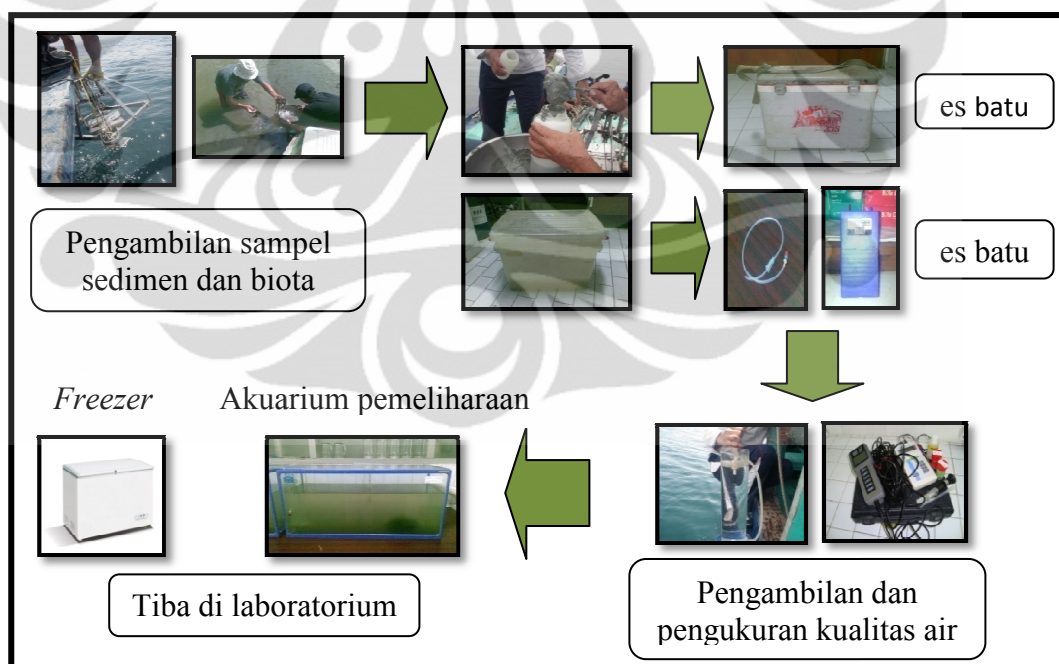 es batu
Pengambilan sampel
sedimen dan biota
es batu
Freezer
Akuarium pemeliharaan
Tiba di laboratorium
Pengambilan dan
pengukuran kualitas air